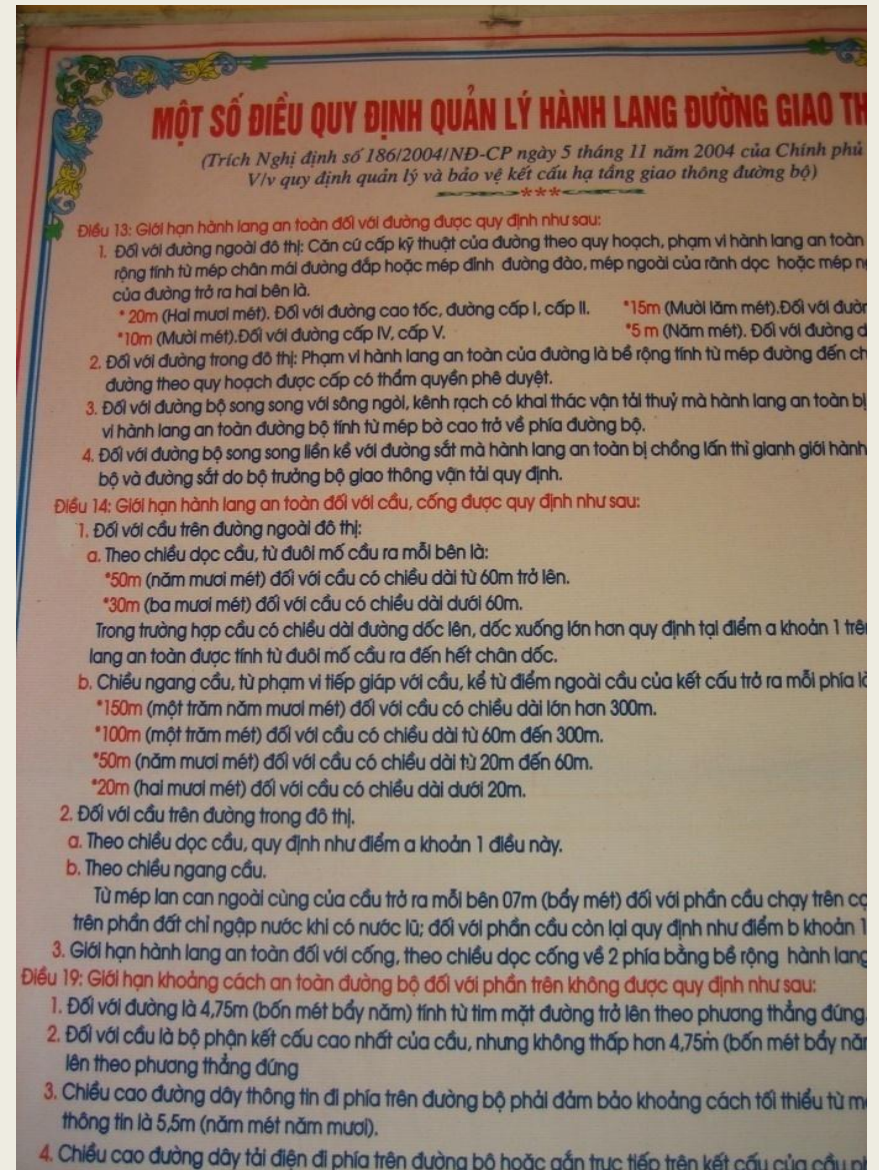 MỘT SỐ ĐIỀU QUY ĐỊNH QUẢN LÝ HÀNH LANG ĐƯỜNG GIAO TH
(Trích Nghị định số 186/2004/NĐ-CP ngày 5 tháng 11 năm 2004 của Chính phủ
V/v quy định quản lý và bảo vệ kết cấu hạ tầng giao thông đường bộ)
***
Điều 13: Giới hạn hành lang an toàn đối với đường được quy định như sau:
1. Đối với đường ngoài đô thị: Căn cứ cấp kỹ thuật của đường theo quy hoạch, phạm vi hành lang an toàn
rộng tính từ mép chân mái đường đắp hoặc mép đỉnh đường đào, mép ngoài của rãnh dọc hoặc mép
của đường trở ra hai bên là.
* 20m (Hai mươi mét). Đối với đường cao tốc, đường cấp I, cấp II. *15m (Mười lăm mét).Đối với đườn
*10m (Mười mét).Đối với đường cấp IV, cấp V. *5 m (Năm mét). Đối với đường d
2. Đối với đường trong đô thị: Phạm vi hành lang an toàn của đường là bề rộng tính từ mép đường đến ch
đường theo quy hoạch được cấp có thẩm quyền phê duyệt.
3. Đối với đường bộ song song với sông ngòi, kênh rạch có khai thác vận tải thuỷ mà hành lang an toàn bị
vi hành lang an toàn đường bộ tính từ mép bờ cao trở về phía đường bộ.
4. Đối với đường bộ song song liền kề với đường sắt mà hành lang an toàn bị chồng lấn thì gianh giới hành
bộ và đường sắt do bộ trưởng bộ giao thông vận tải quy định.
Điều 14: Giới hạn hành lang an toàn đối với cầu, cống được quy định như sau:
1. Đối với cầu trên đường ngoài đô thị:
a. Theo chiều dọc cầu, từ đuôi mố cầu ra mỗi bên là:
*50m (năm mươi mét) đối với cầu có chiều dài từ 60m trở lên.
*30m (ba mươi mét) đối với cầu có chiều dài dưới 60m.
Trong trường hợp cầu có chiều dài đường dốc lên, dốc xuống lớn hơn quy định tại điểm a khoản 1 trê
lang an toàn được tính từ đuôi mố cầu ra đến hết chân dốc.
b. Chiều ngang cầu, từ phạm vi tiếp giáp với cầu, kể từ điểm ngoài cầu của kết cấu trở ra mỗi phía là
*150m (một trăm năm mươi mét) đối với cầu có chiều dài lớn hơn 300m.
*100m (một trăm mét) đối với cầu có chiều dài từ 60m đến 300m.
*50m (năm mươi mét) đối với cầu có chiều dài từ 20m đến 60m.
*20m (hai mươi mét) đối với cầu có chiều dài dưới 20m.
2. Đối với cầu trên đường trong đô thị.
a. Theo chiều dọc cầu, quy định như điểm a khoản 1 điều này.
b. Theo chiều ngang cầu.
Từ mép lan can ngoài cùng của cầu trở ra mỗi bên 07m (bẩy mét) đối với phần cầu chạy trên cạ
trên phần đất chỉ ngập nước khi có nước lũ; đối với phần cầu còn lại quy định như điểm b khoản 1
3. Giới hạn hành lang an toàn đối với cống, theo chiều dọc cống về 2 phía bằng bề rộng hành lang
Điều 19: Giới hạn khoảng cách an toàn đường bộ đối với phần trên không được quy định như sau:
1. Đối với đường là 4,75m (bốn mét bẩy năm) tính từ tim mặt đường trở lên theo phương thẳng đứng.
2. Đối với cầu là bộ phận kết cấu cao nhất của cầu, nhưng không thấp hơn 4,75m (bốn mét bẩy năm
lên theo phương thẳng đứng
3. Chiều cao đường dây thông tin đi phía trên đường bộ phải đảm bảo khoảng cách tối thiểu từ m
thông tin là 5,5m (năm mét năm mươi).
4. Chiều cao đường dây tải điện đi phía trên đường bộ hoặc gắn trực tiếp trên kết cấu của cầu ph